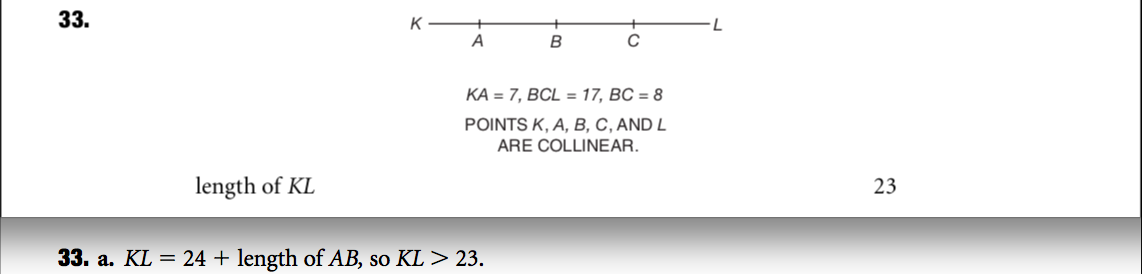 33.
K L
A B C
KA = 7, BCL = 17, BC = 8
POINTS K, A, B, C, AND L
ARE COLLINEAR.
length of KL 23
33. a. KL = 24 + length of AB, so KL > 23.